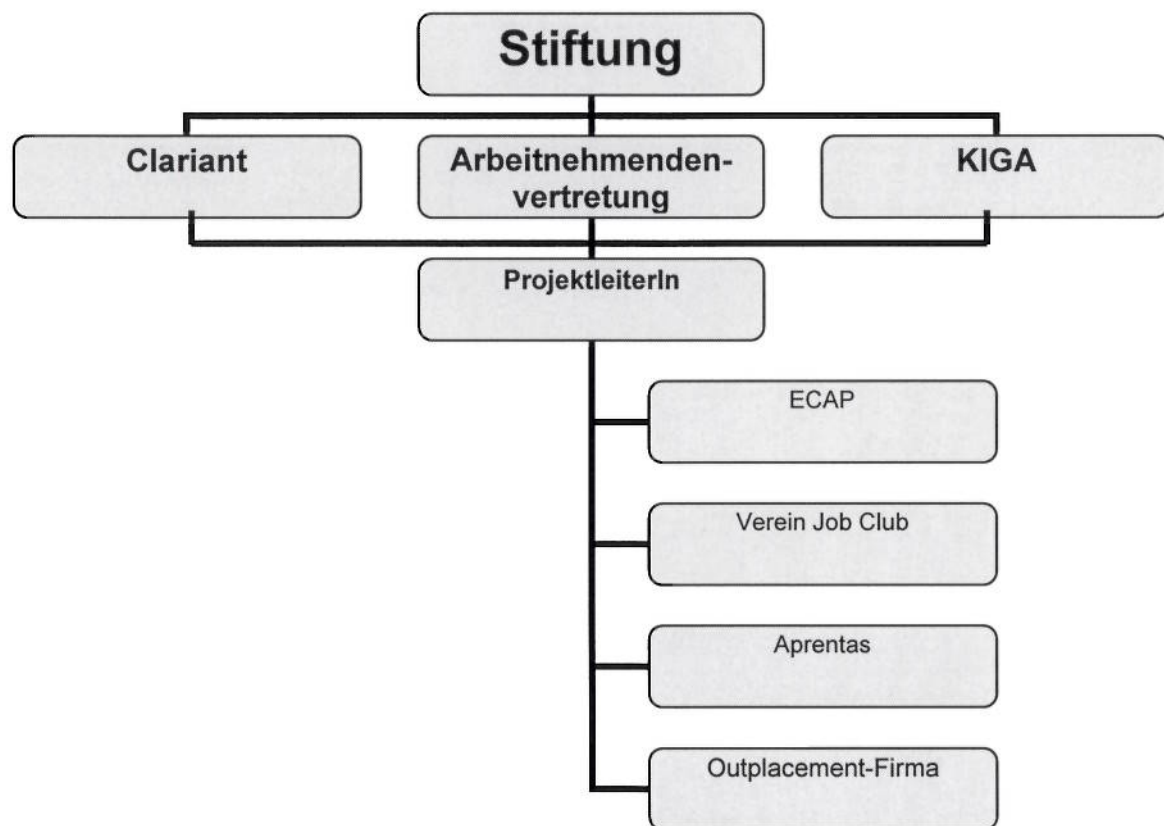 Stiftung
Clariant
Arbeitnehmenden-
vertretung
KIGA
ProjektleiterIn
ECAP
Verein Job Club
Aprentas
Outplacement-Firma